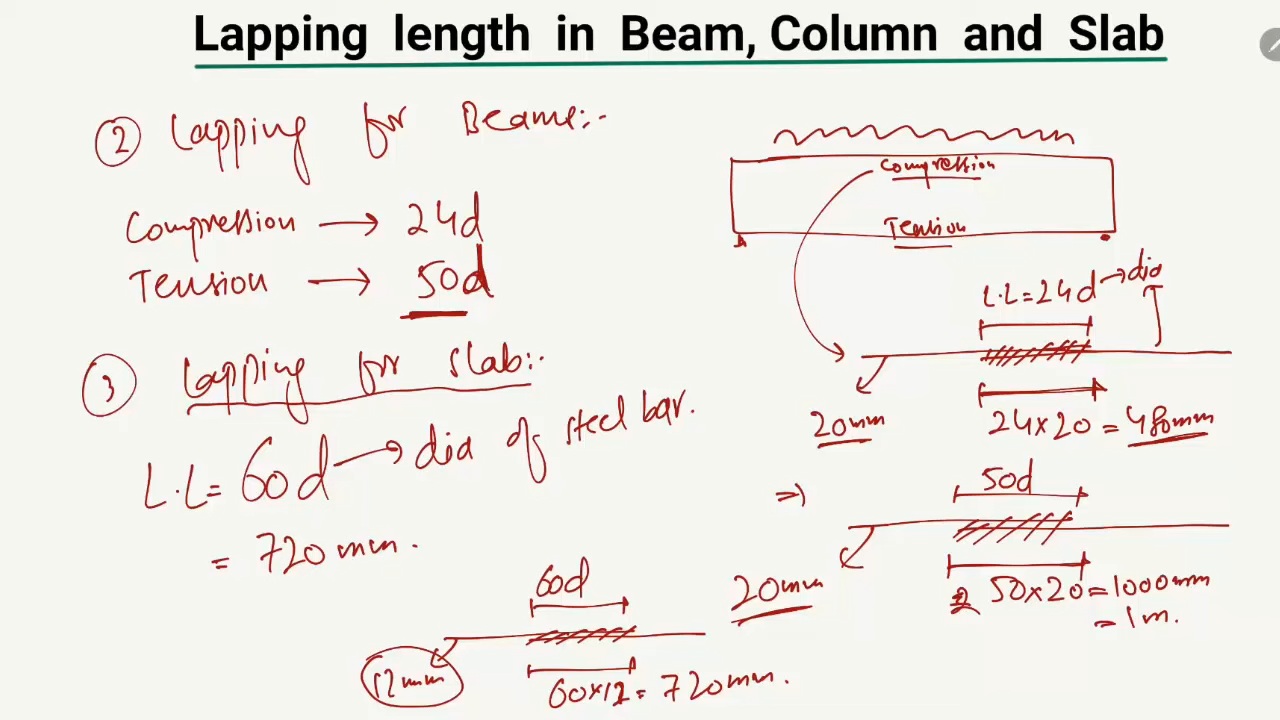 Lapping length in Beam, Column and Slab
② Lapping for Beams:-
Compression → 24d
Tension → 50d
③ Lapping for Slab:-
L.L = 60d → dia of steel bar.
= 720mm.
60d
12mm
60×12 = 720mm.
Compression
Tension
L.L = 24d → dia
20mm
24×20 = 480mm
⇒
50d
20mm
50×20 = 1000mm
= 1m.